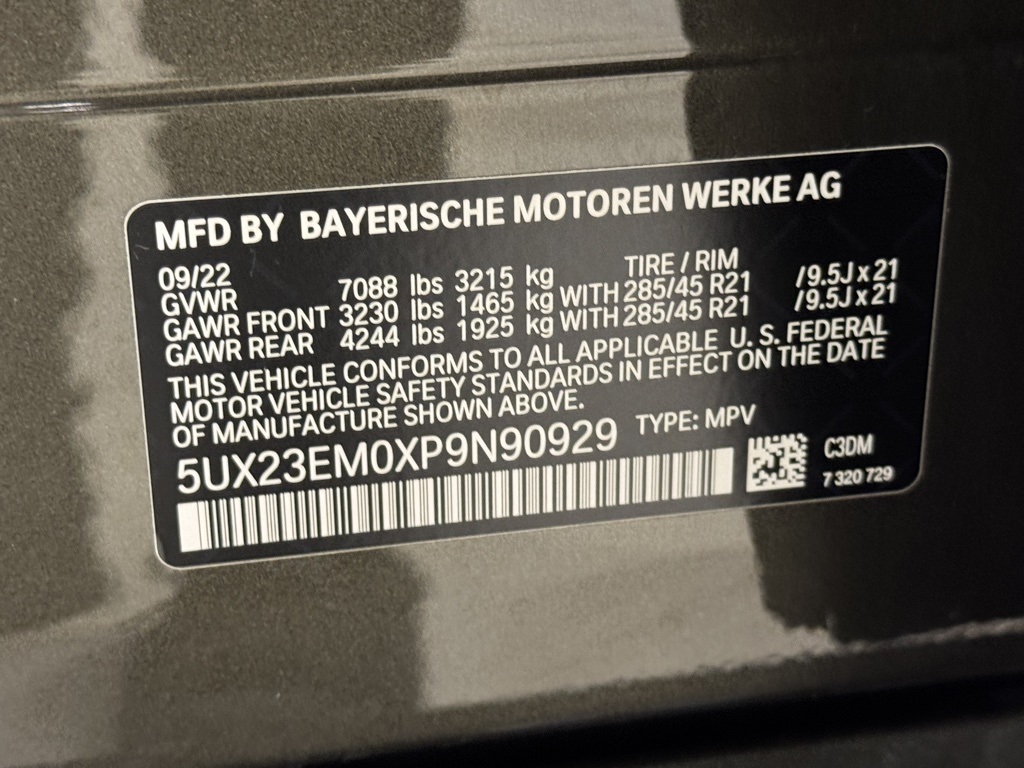 MFD BY BAYERISCHE MOTOREN WERKE AG
09/22 TIRE / RIM
GVWR 7088 lbs 3215 kg
GAWR FRONT 3230 lbs 1465 kg WITH 285/45 R21 /9.5J x 21
GAWR REAR 4244 lbs 1925 kg WITH 285/45 R21 /9.5J x 21
THIS VEHICLE CONFORMS TO ALL APPLICABLE U. S. FEDERAL
MOTOR VEHICLE SAFETY STANDARDS IN EFFECT ON THE DATE
OF MANUFACTURE SHOWN ABOVE.
5UX23EM0XP9N90929 TYPE: MPV
C3DM
7 320 729